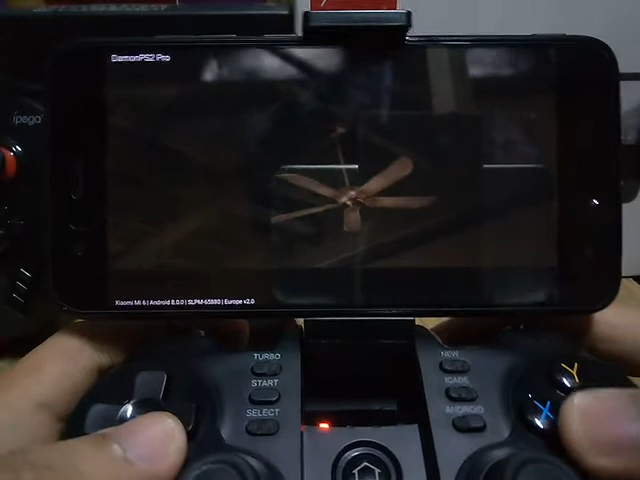 DamonPS2 Pro
ipega
Xiaomi MI 6 | Android 8.0.0 | SLPM-65880 | Europe v2.0
TURBO
NEW
START
ICADE
SELECT
ANDROID
Y
X